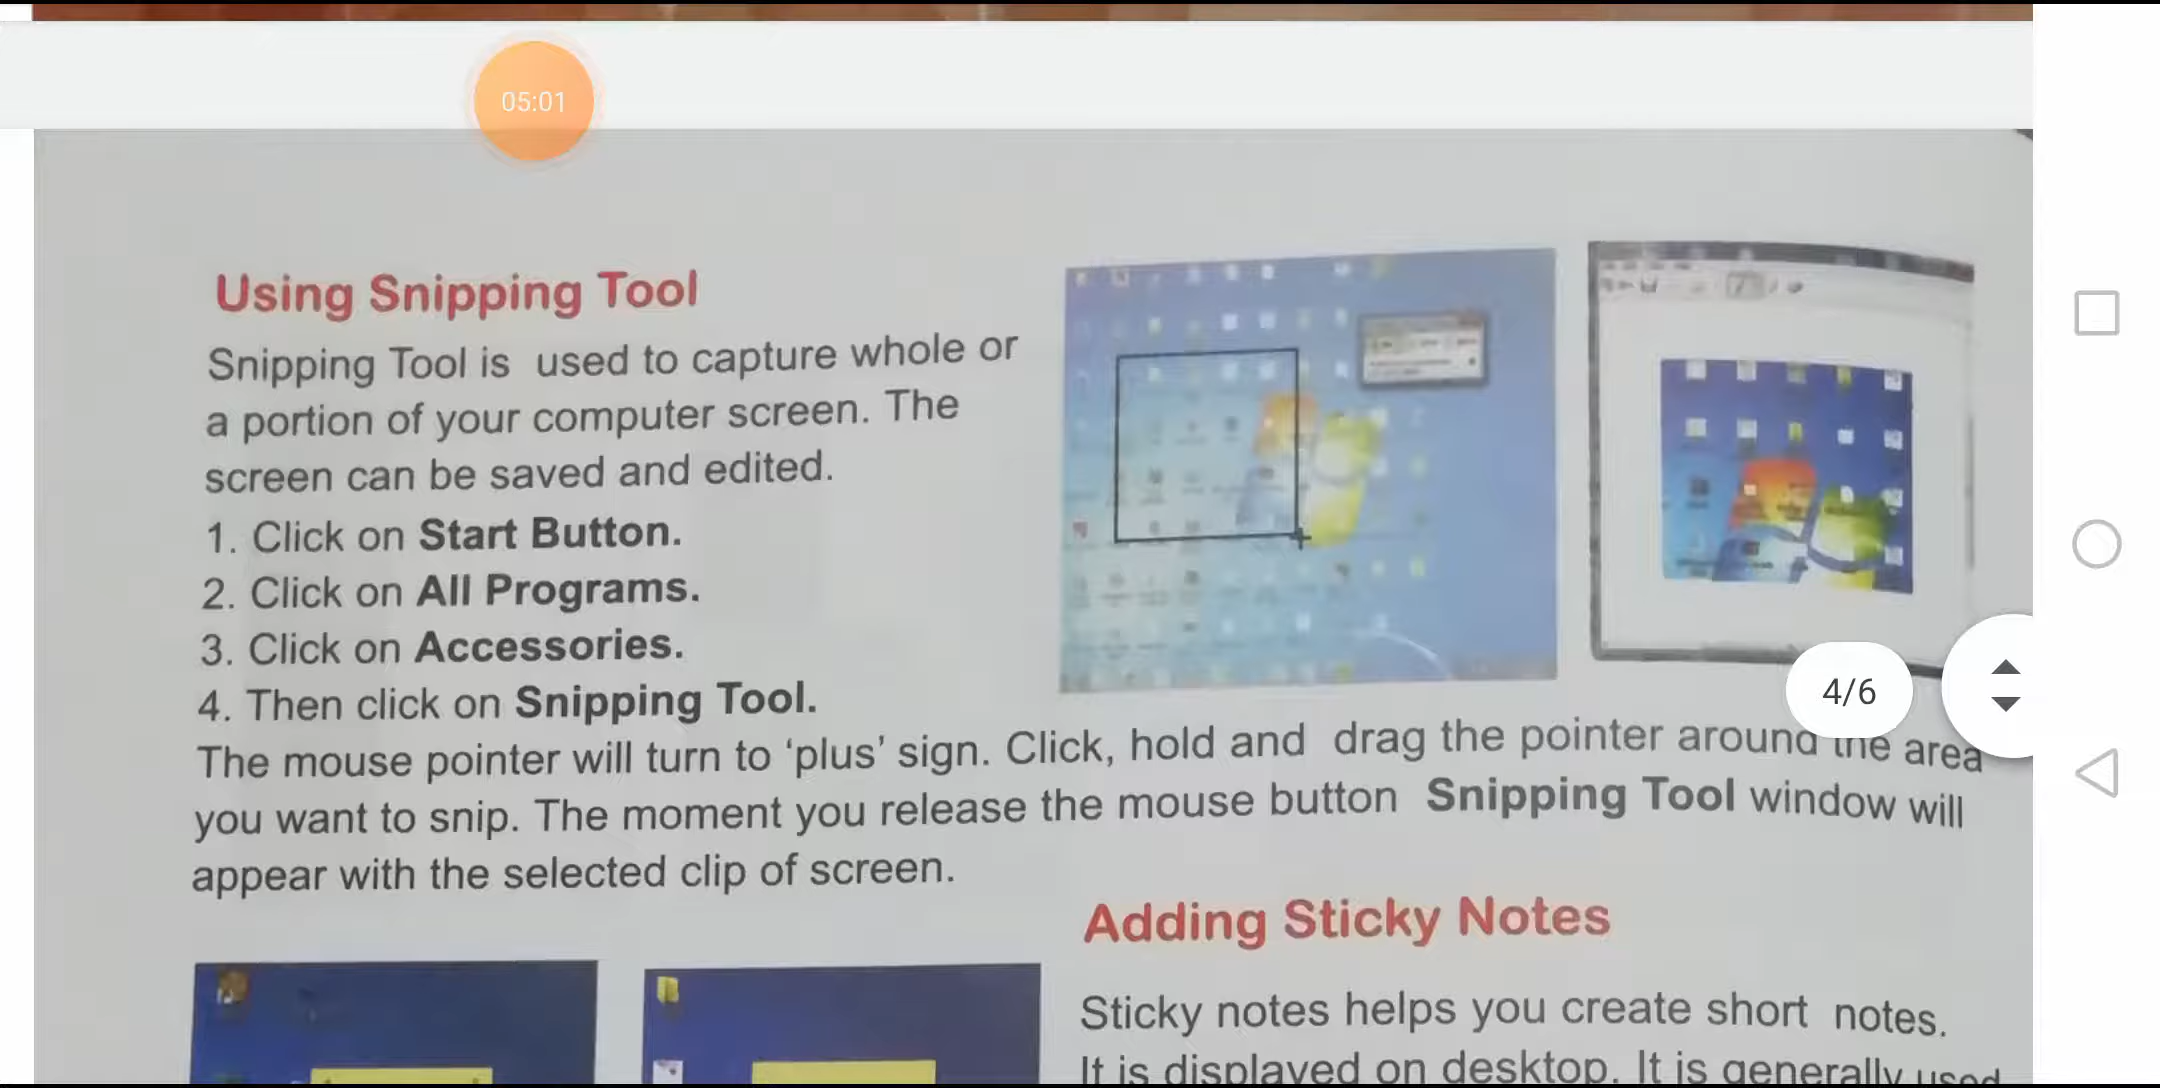 05:01
Using Snipping Tool
Snipping Tool is used to capture whole or
a portion of your computer screen. The
screen can be saved and edited.
1. Click on Start Button.
2. Click on All Programs.
3. Click on Accessories.
4. Then click on Snipping Tool.
4/6
The mouse pointer will turn to ‘plus’ sign. Click, hold and drag the pointer around the area
you want to snip. The moment you release the mouse button Snipping Tool window will
appear with the selected clip of screen.
Adding Sticky Notes
Sticky notes helps you create short notes.
It is displayed on desktop. It is generally used